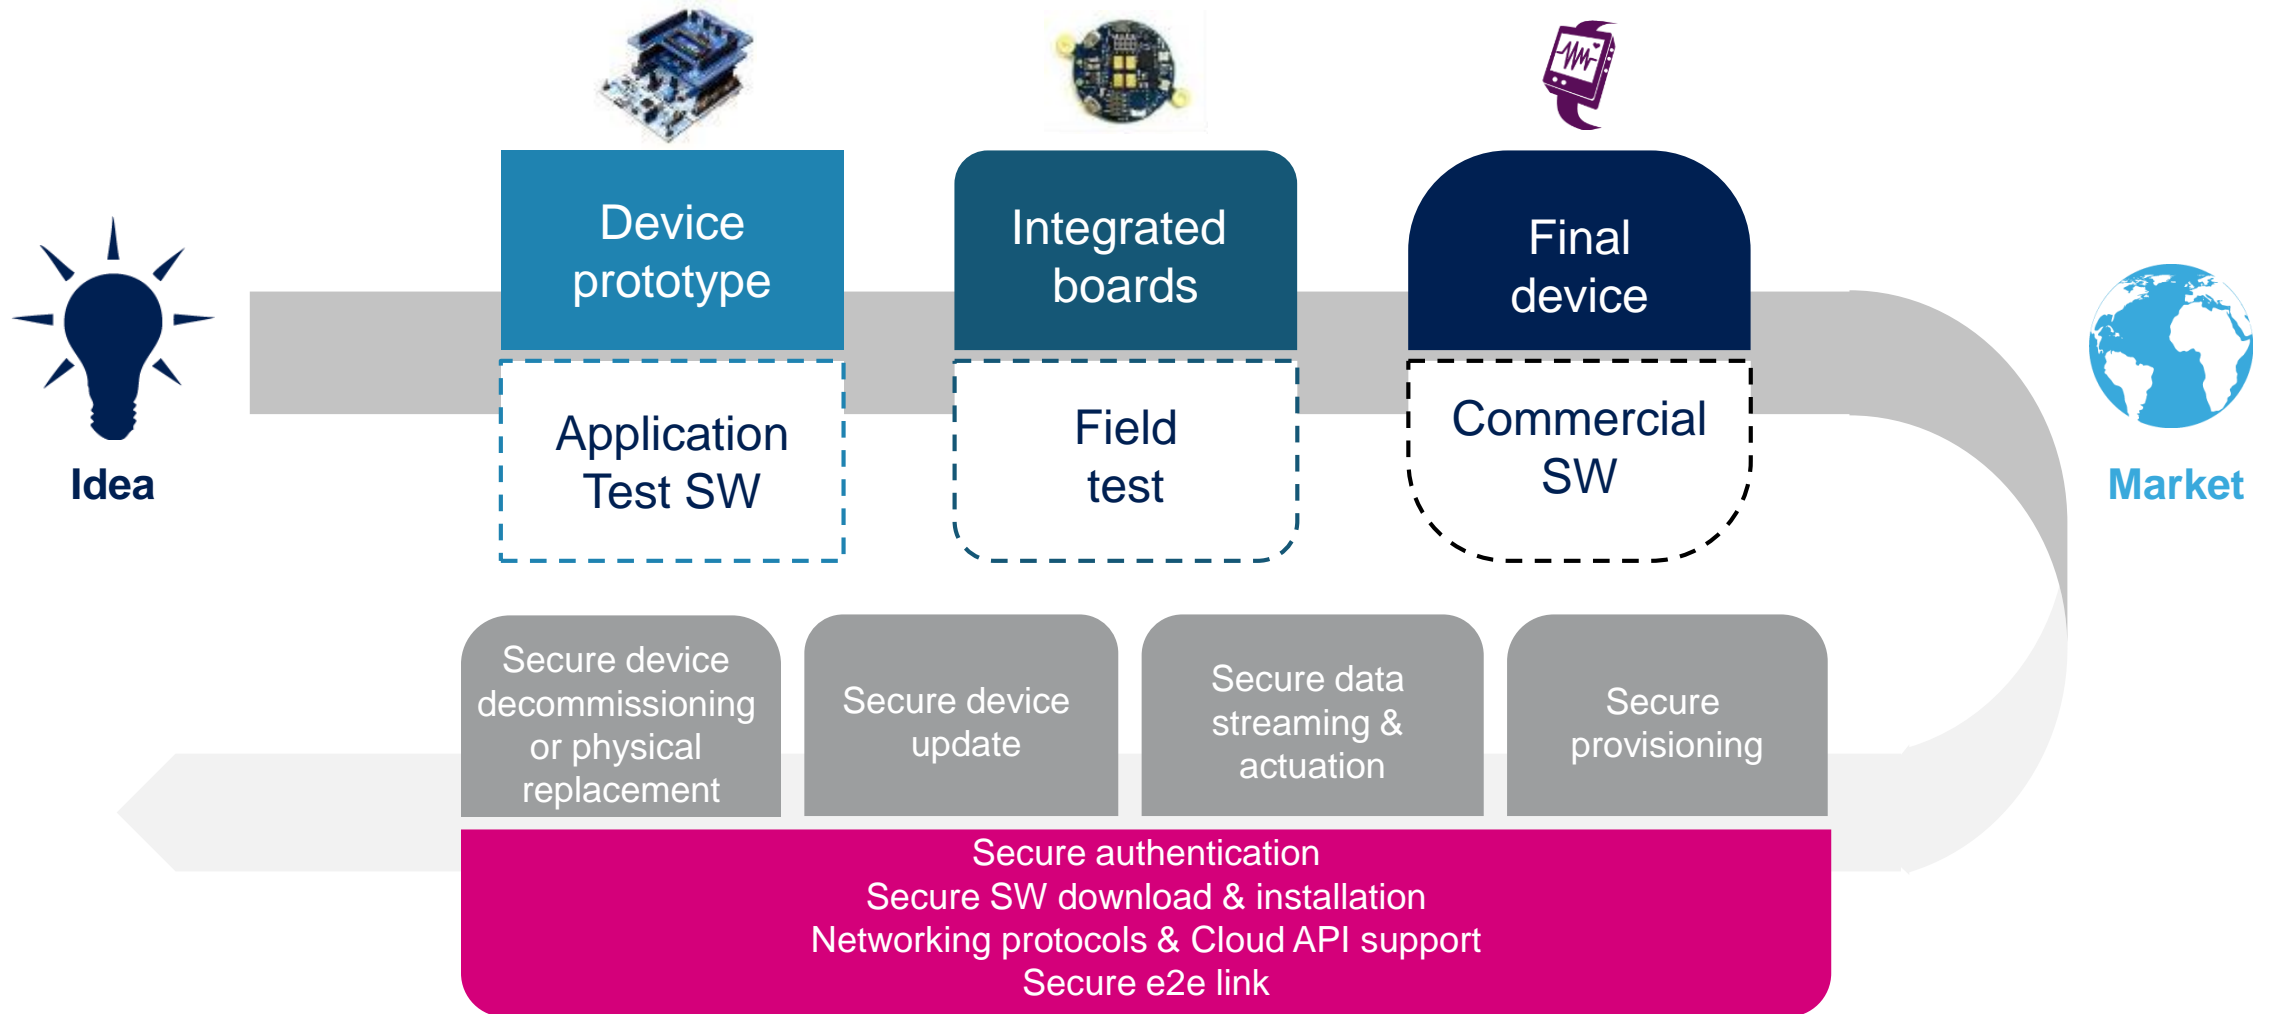 Device
prototype
Integrated
boards
Final
device
Application
Test SW
Field
test
Commercial
SW
Idea
Market
Secure device
decommissioning
or physical
replacement
Secure device
update
Secure data
streaming &
actuation
Secure
provisioning
Secure authentication
Secure SW download & installation
Networking protocols & Cloud API support
Secure e2e link